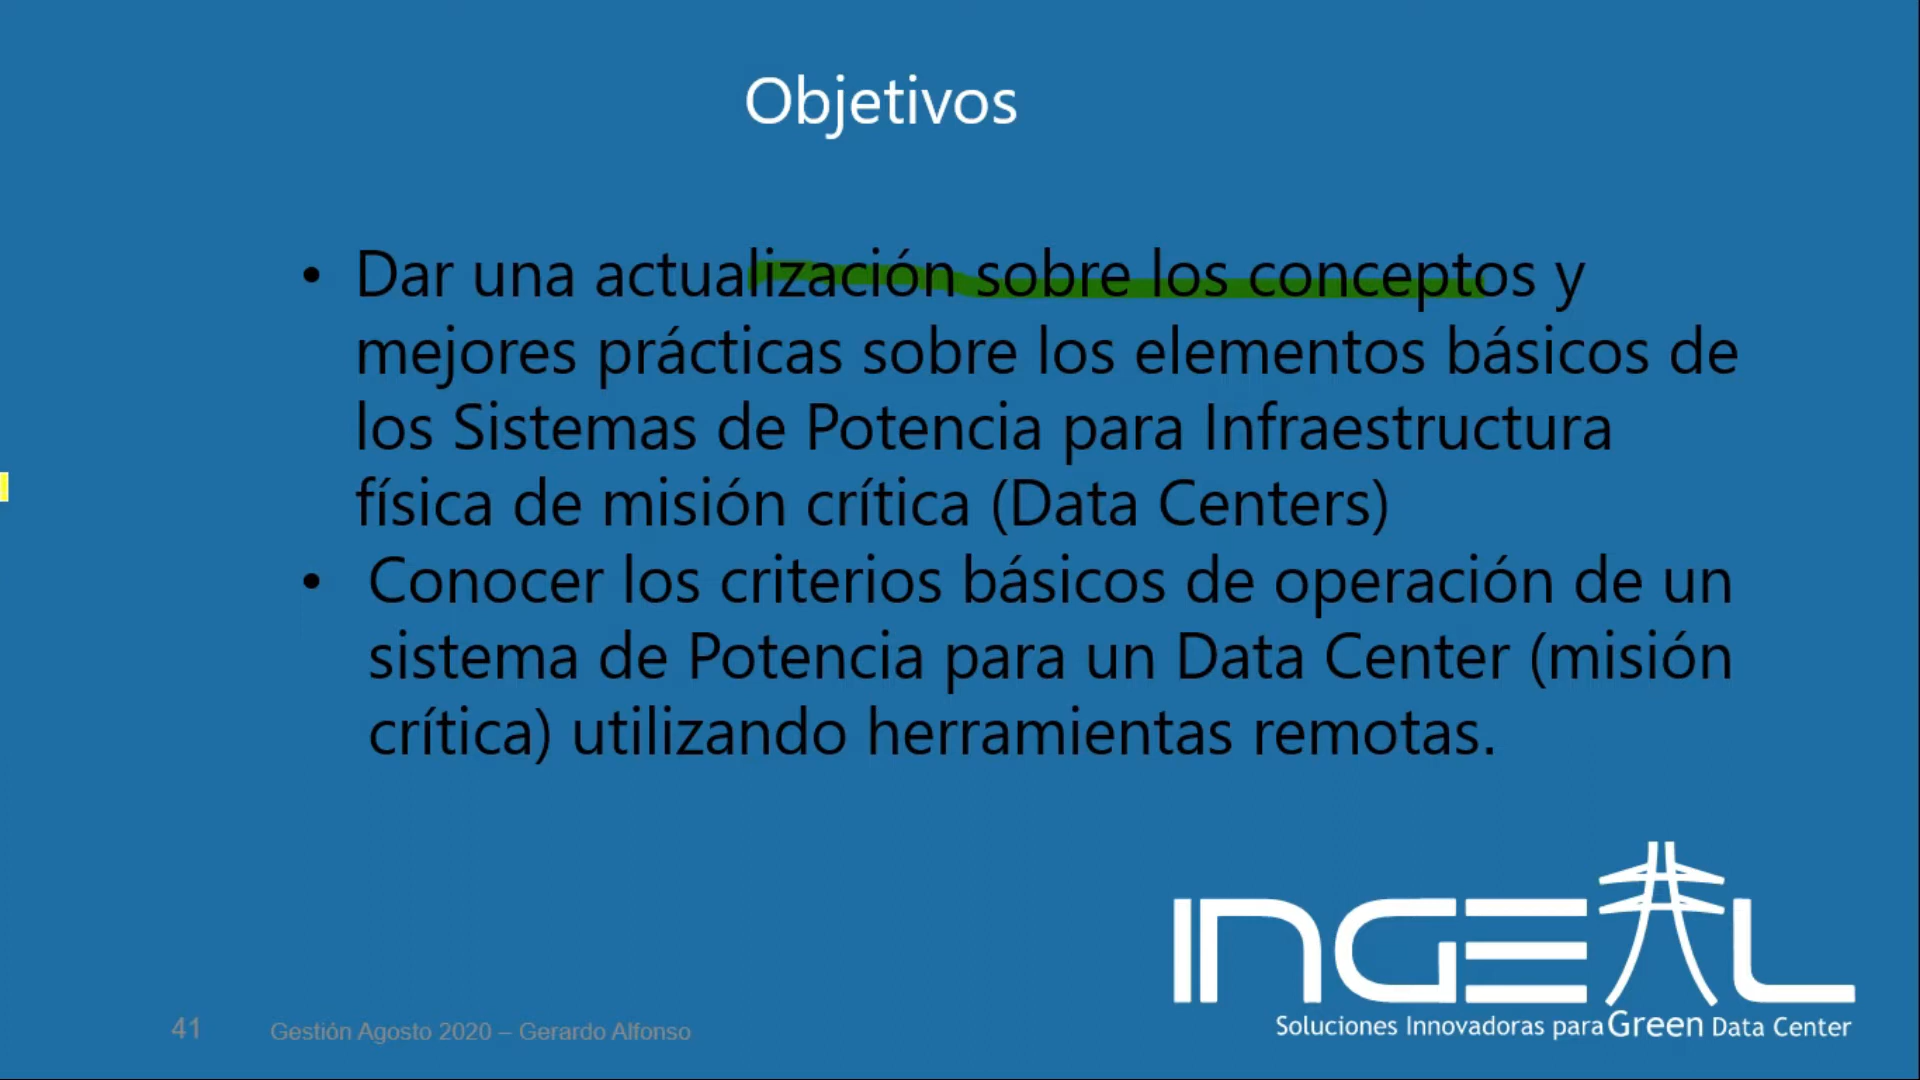 Objetivos
• Dar una actualización sobre los conceptos y
mejores prácticas sobre los elementos básicos de
los Sistemas de Potencia para Infraestructura
física de misión crítica (Data Centers)
• Conocer los criterios básicos de operación de un
sistema de Potencia para un Data Center (misión
crítica) utilizando herramientas remotas.
INGEAL
Soluciones Innovadoras para Green Data Center
41 Gestión Agosto 2020 – Gerardo Alfonso